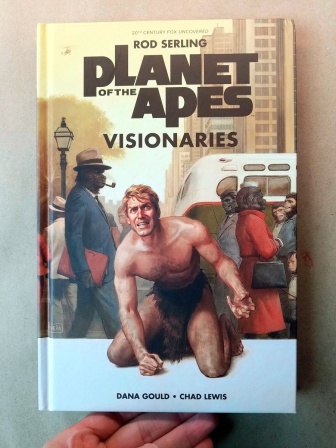 20TH CENTURY FOX UNCOVERED
ROD SERLING
PLANET
OF THE
APES
VISIONARIES
DANA GOULD • CHAD LEWIS